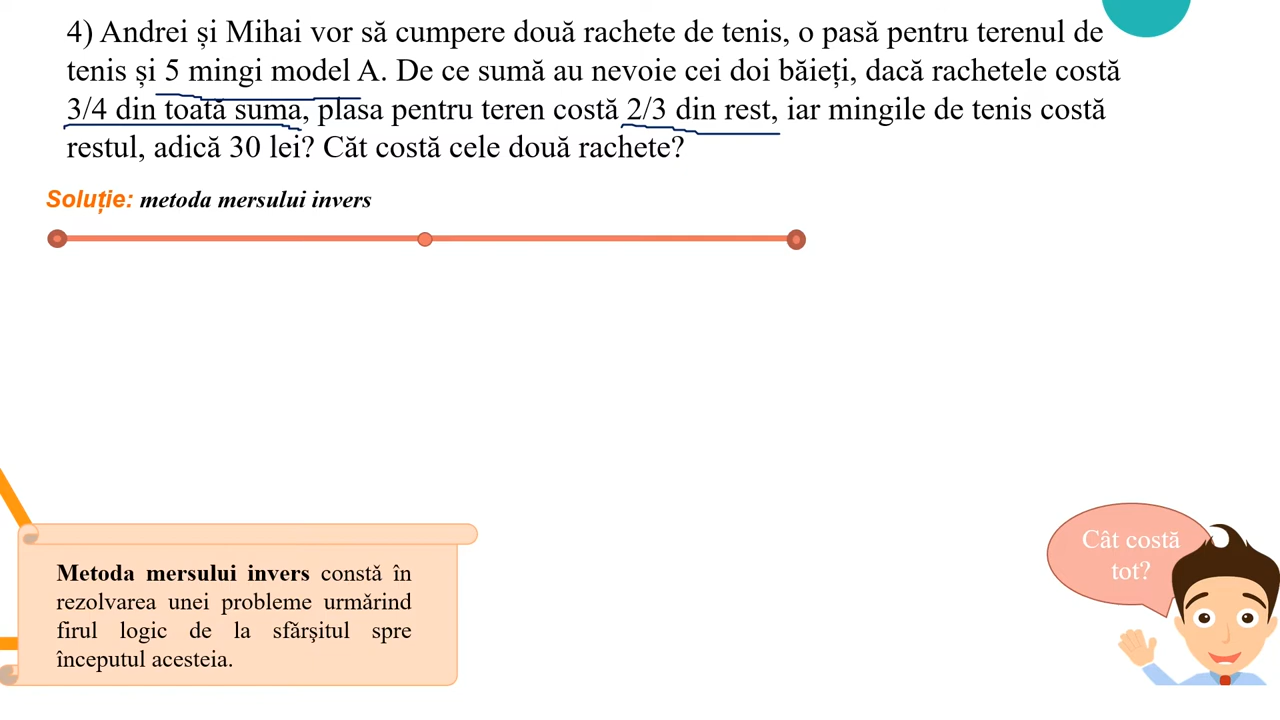 4) Andrei și Mihai vor să cumpere două rachete de tenis, o pasă pentru terenul de
tenis și 5 mingi model A. De ce sumă au nevoie cei doi băieți, dacă rachetele costă
3/4 din toată suma, plasa pentru teren costă 2/3 din rest, iar mingile de tenis costă
restul, adică 30 lei? Căt costă cele două rachete?
Soluție: metoda mersului invers
Metoda mersului invers constă în
rezolvarea unei probleme urmărind
firul logic de la sfârşitul spre
începutul acesteia.
Cât costă
tot?